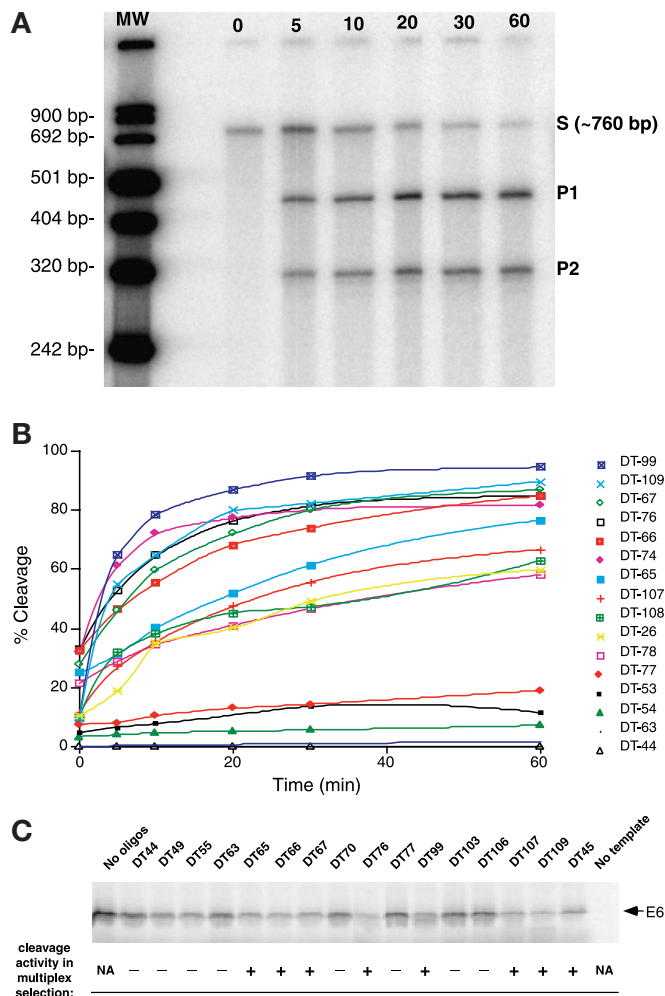 A
MW 0 5 10 20 30 60
900 bp-
692 bp-
501 bp-
404 bp-
320 bp-
242 bp-
S (~760 bp)
P1
P2
B
% Cleavage
100
80
60
40
20
0
0 20 40 60
Time (min)
DT-99
DT-109
DT-67
DT-76
DT-66
DT-74
DT-65
DT-107
DT-108
DT-26
DT-78
DT-77
DT-53
DT-54
DT-63
DT-44
C
No oligos DT44 DT49 DT55 DT63 DT65 DT66 DT67 DT70 DT76 DT77 DT99 DT103 DT106 DT107 DT109 DT45 No template
E6
cleavage
activity in
multiplex
selection:
NA – – – – + + + – + – + – – + + + NA